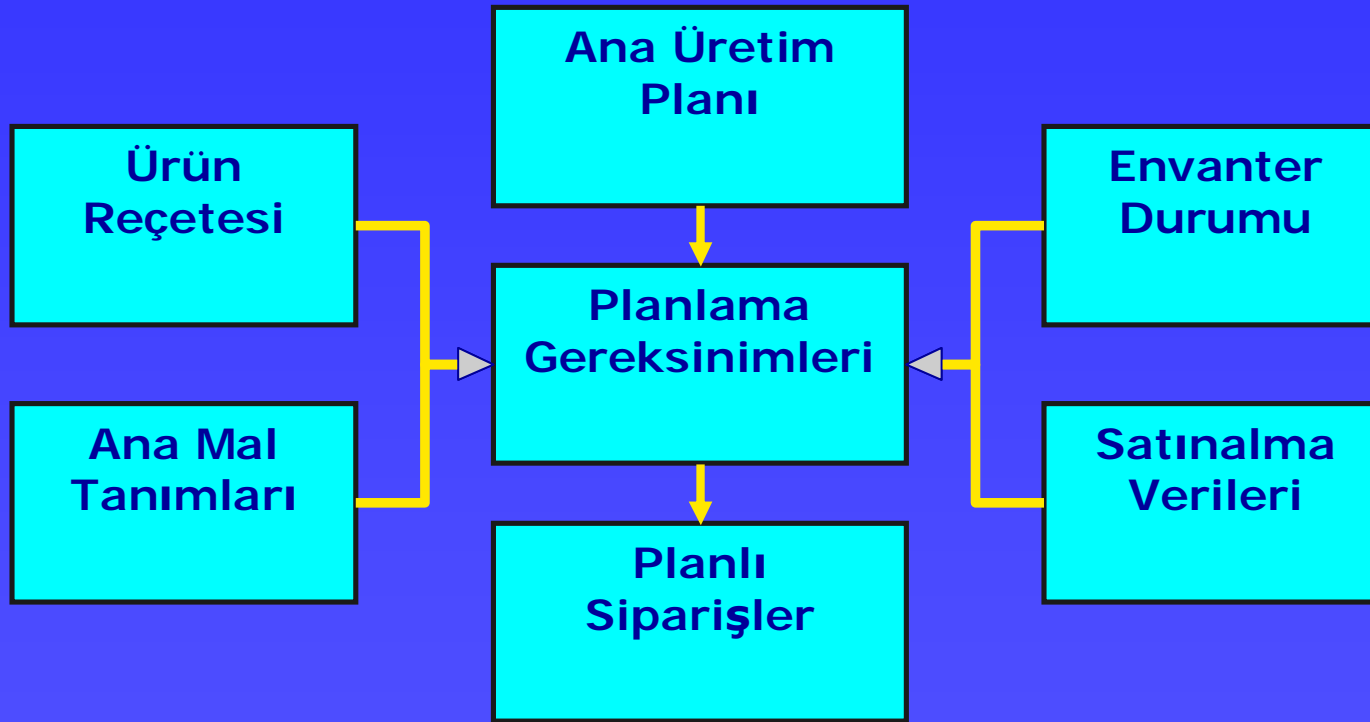 Ana Üretim
Planı
Ürün
Reçetesi
Envanter
Durumu
Planlama
Gereksinimleri
Ana Mal
Tanımları
Satınalma
Verileri
Planlı
Siparişler